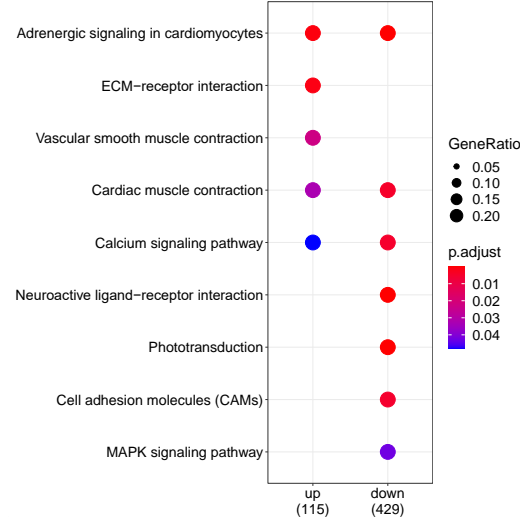 Adrenergic signaling in cardiomyocytes
ECM−receptor interaction
Vascular smooth muscle contraction
Cardiac muscle contraction
Calcium signaling pathway
Neuroactive ligand−receptor interaction
Phototransduction
Cell adhesion molecules (CAMs)
MAPK signaling pathway
up
(115)
down
(429)
GeneRatio
0.05
0.10
0.15
0.20
p.adjust
0.01
0.02
0.03
0.04